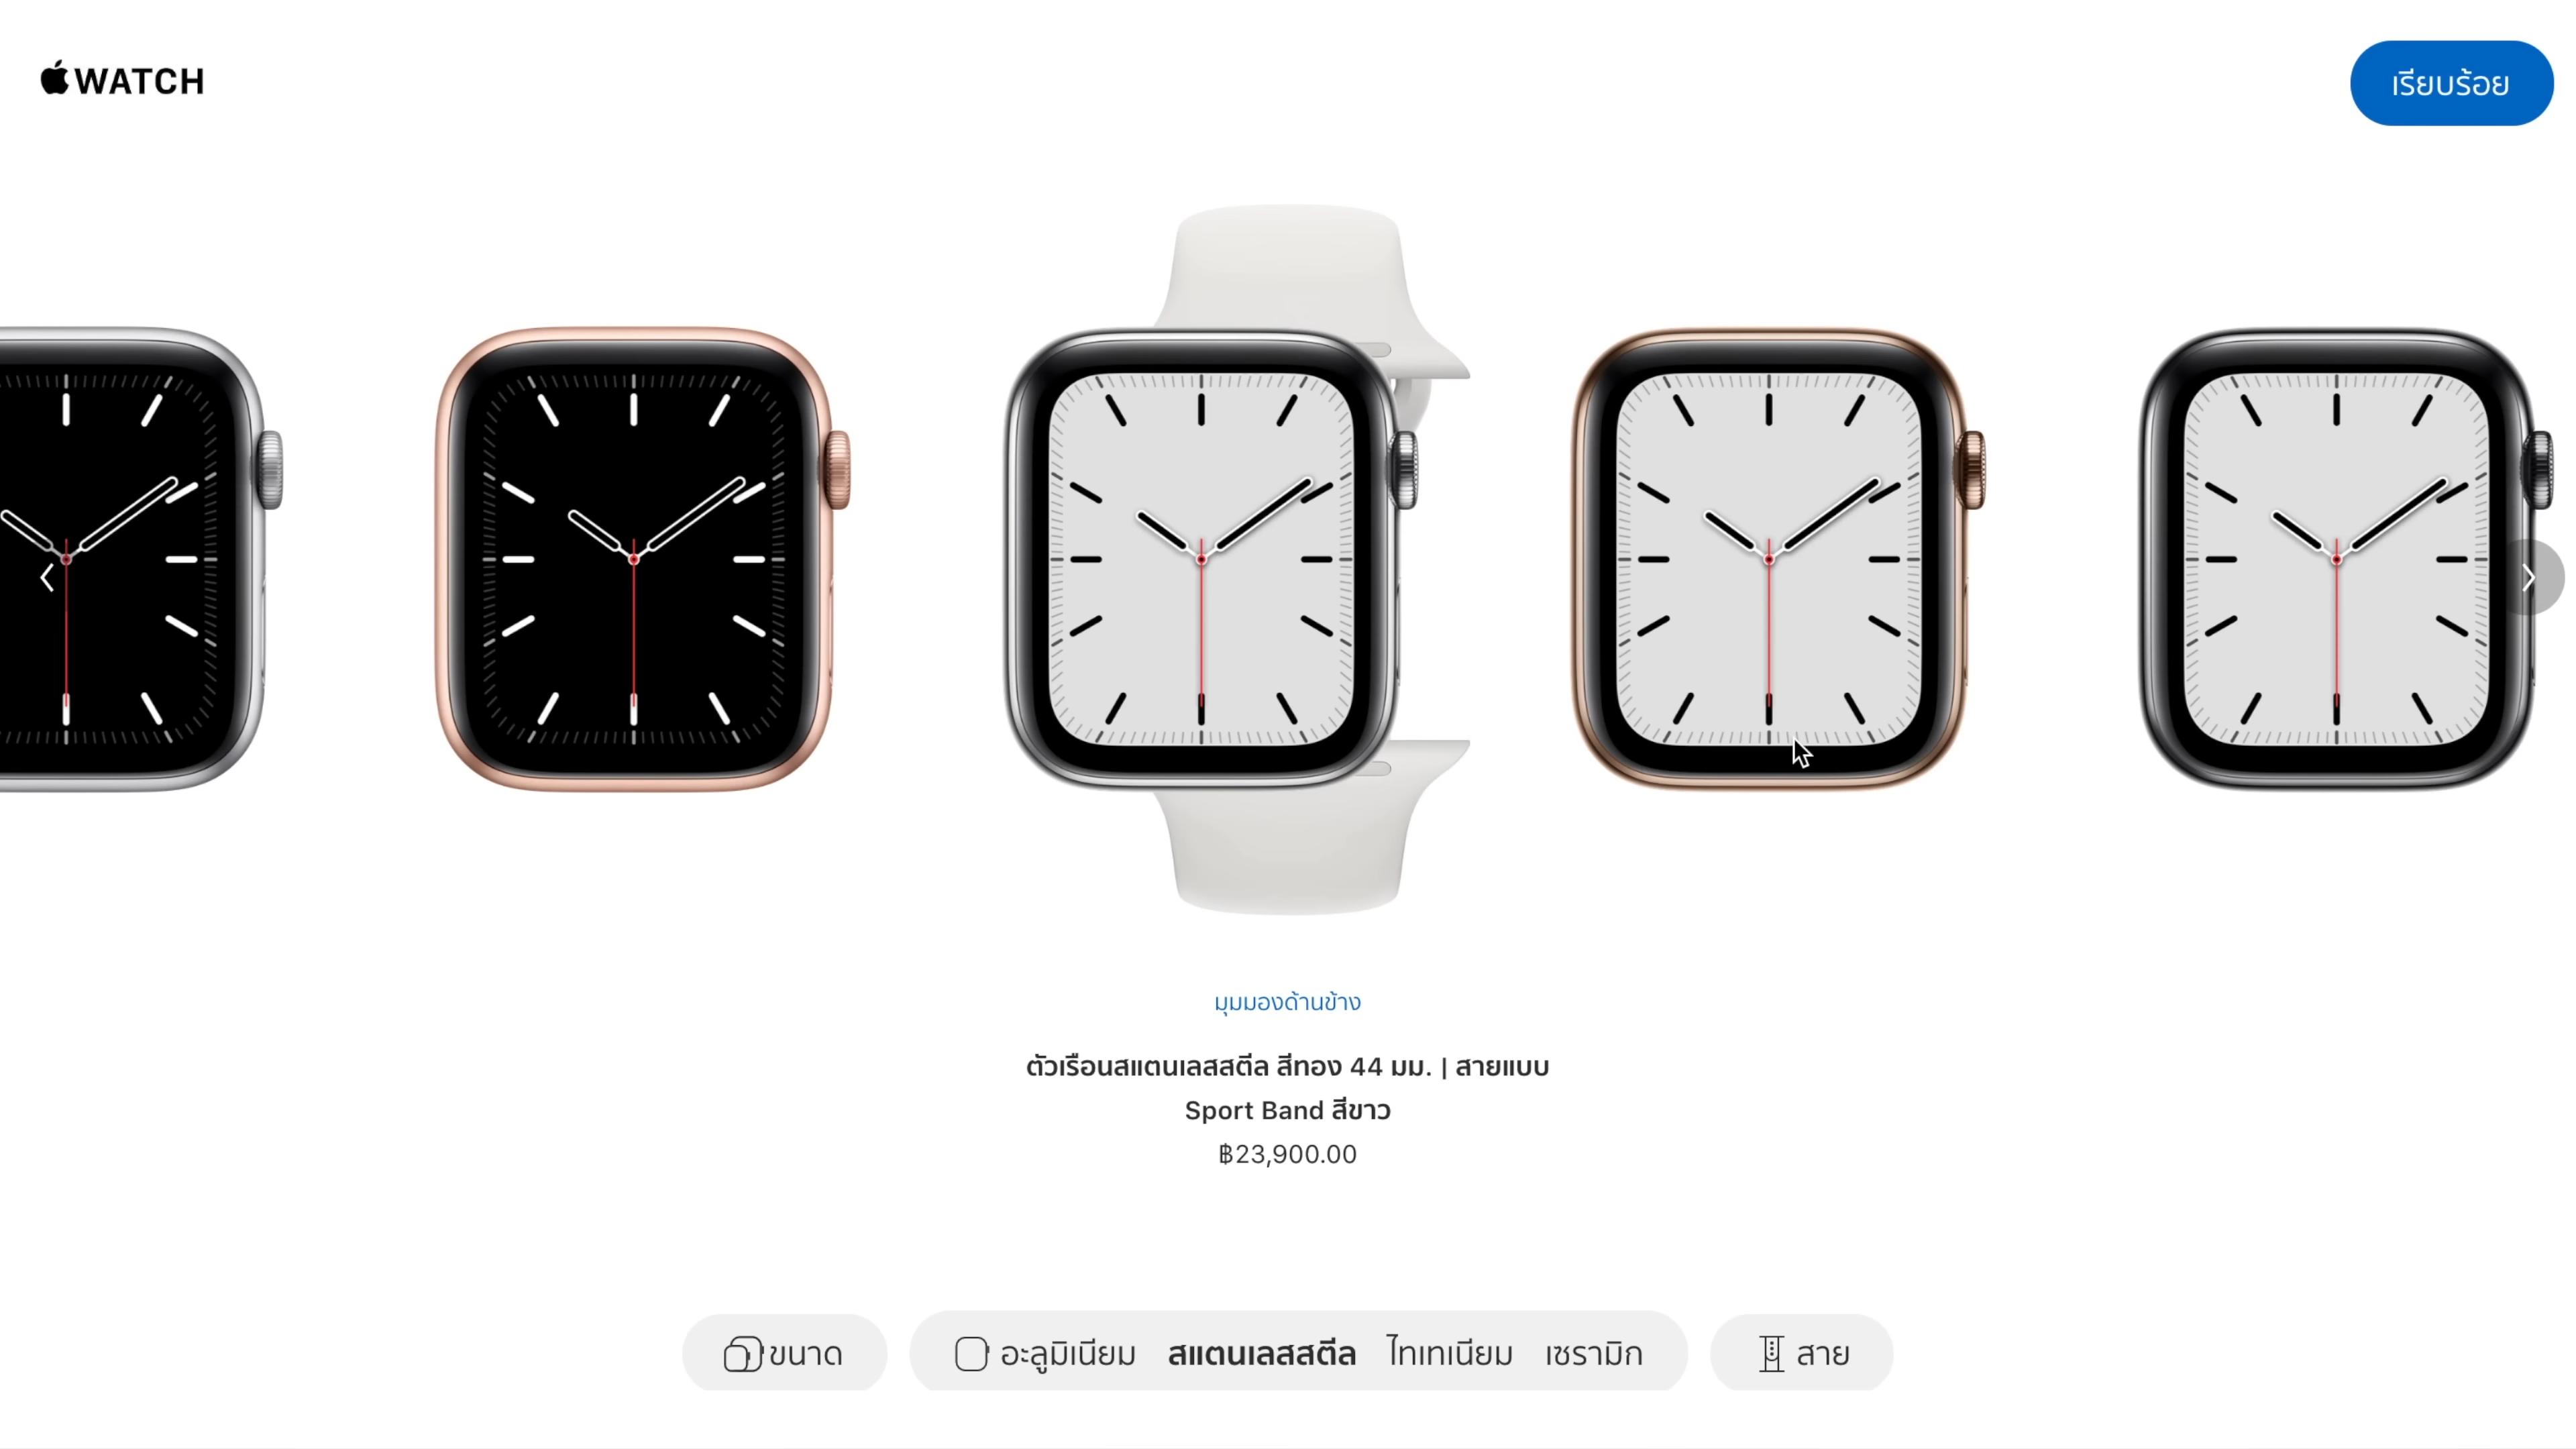 WATCH
เรียบร้อย
มุมมองด้านข้าง
ตัวเรือนสแตนเลสสตีล สีทอง 44 มม. | สายแบบ
Sport Band สีขาว
฿23,900.00
ขนาด
อะลูมิเนียม สแตนเลสสตีล ไทเทเนียม เซรามิก
สาย